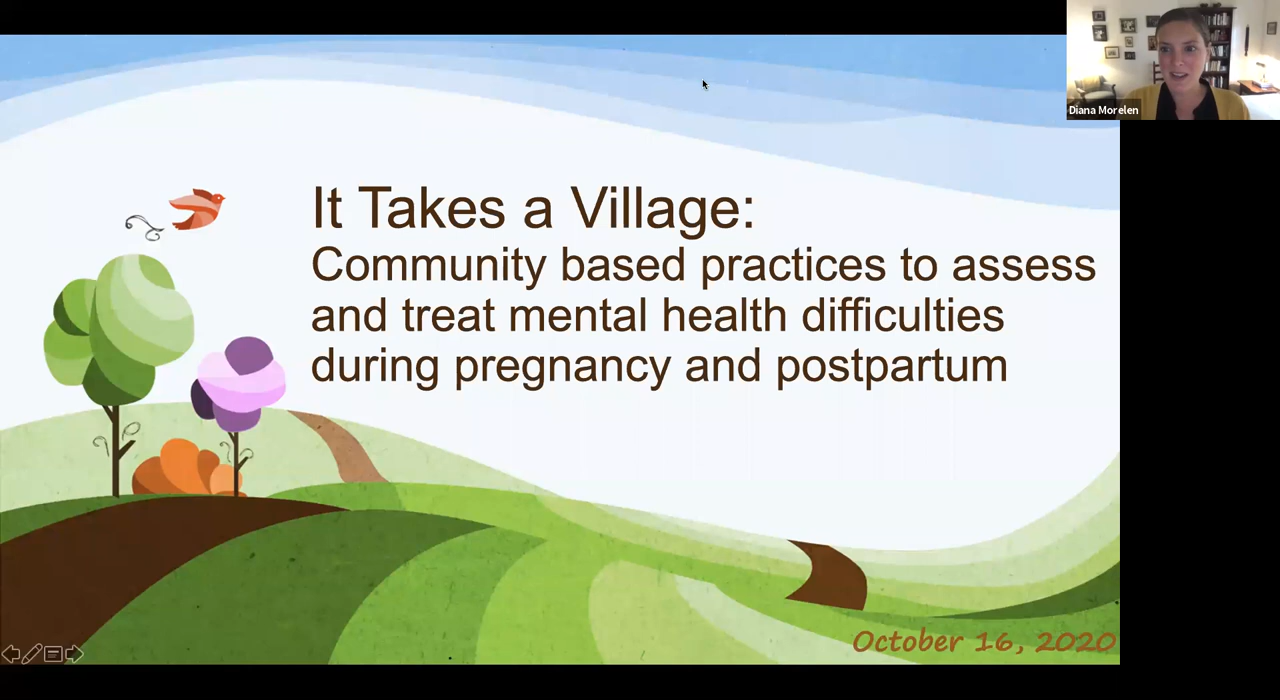 Diana Morelen
It Takes a Village:
Community based practices to assess
and treat mental health difficulties
during pregnancy and postpartum
October 16, 2020